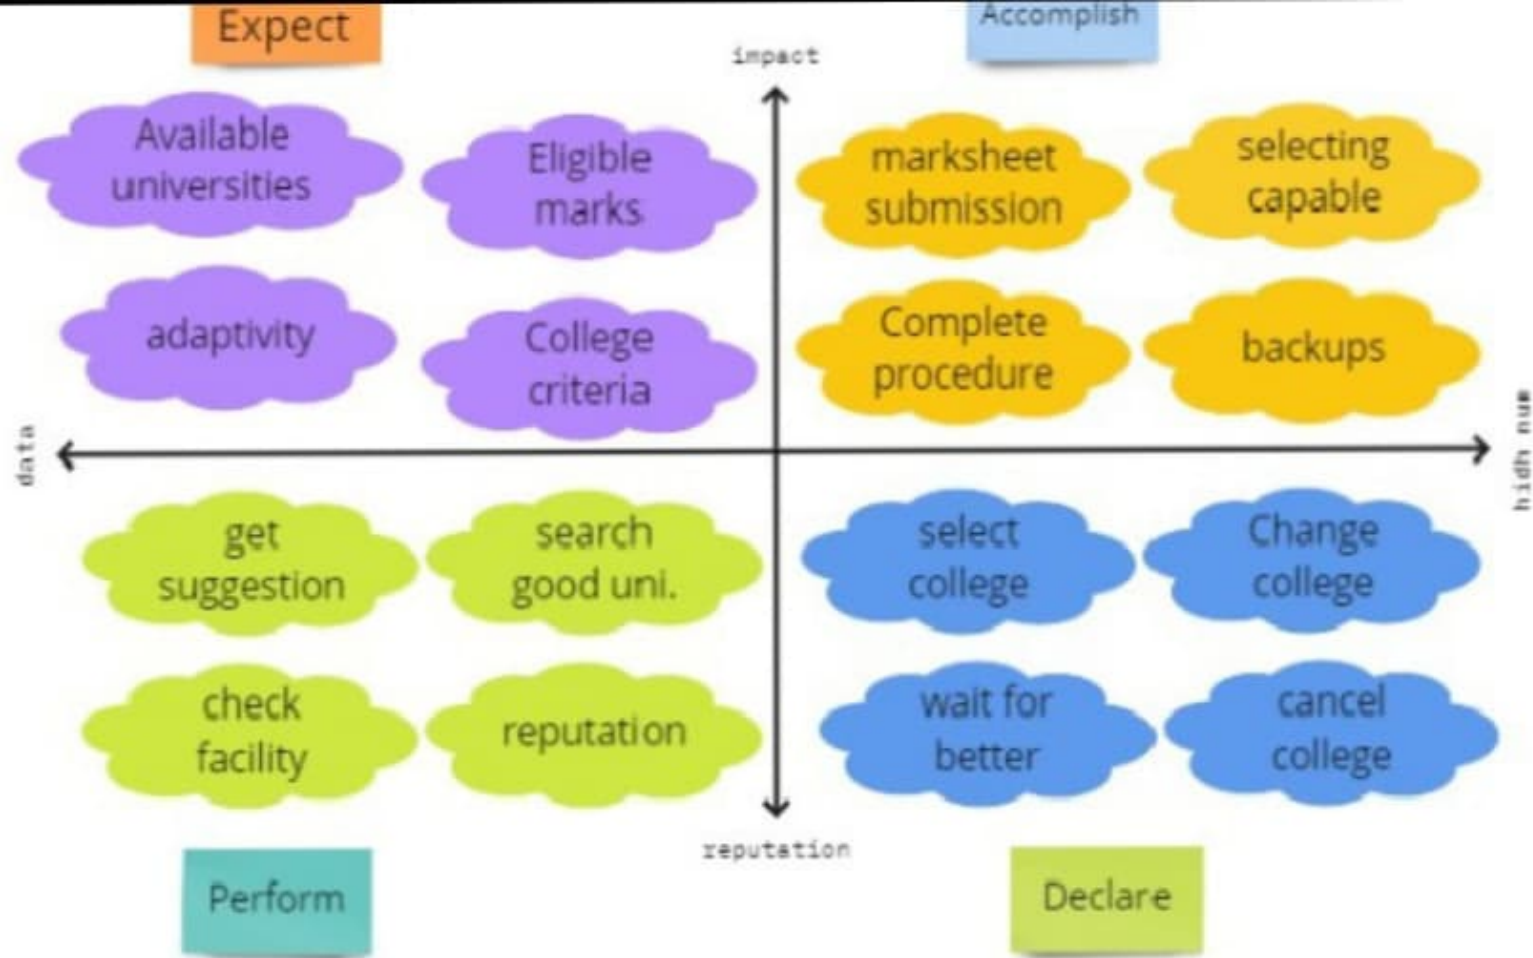 Expect
Accomplish
impact
Available
universities
Eligible
marks
marksheet
submission
selecting
capable
adaptivity
College
criteria
Complete
procedure
backups
data
hidh num
get
suggestion
search
good uni.
select
college
Change
college
check
facility
reputation
wait for
better
cancel
college
reputation
Perform
Declare